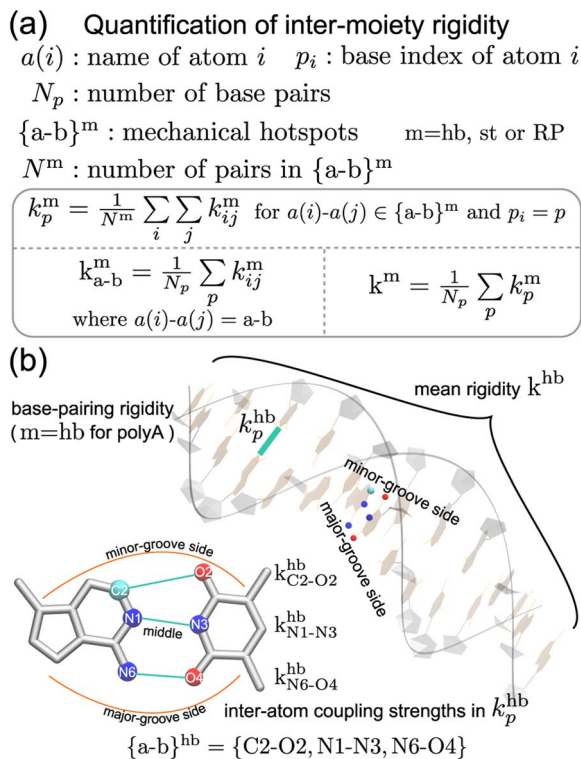 (a) Quantification of inter-moiety rigidity
a(i) : name of atom i p_i : base index of atom i
N_p : number of base pairs
{a-b}^m : mechanical hotspots m=hb, st or RP
N^m : number of pairs in {a-b}^m
k_p^m = 1/N^m ∑_i ∑_j k_ij^m for a(i)-a(j) ∈ {a-b}^m and p_i = p
k_a-b^m = 1/N_p ∑_p k_ij^m
where a(i)-a(j) = a-b
k^m = 1/N_p ∑_p k_p^m
(b)
mean rigidity k^hb
base-pairing rigidity
(m=hb for polyA)
k_p^hb
minor-groove side
major-groove side
minor-groove side
C2
O2
k_C2-O2^hb
N1
middle
N3
k_N1-N3^hb
N6
O4
k_N6-O4^hb
major-groove side
inter-atom coupling strengths in k_p^hb
{a-b}^hb = {C2-O2, N1-N3, N6-O4}